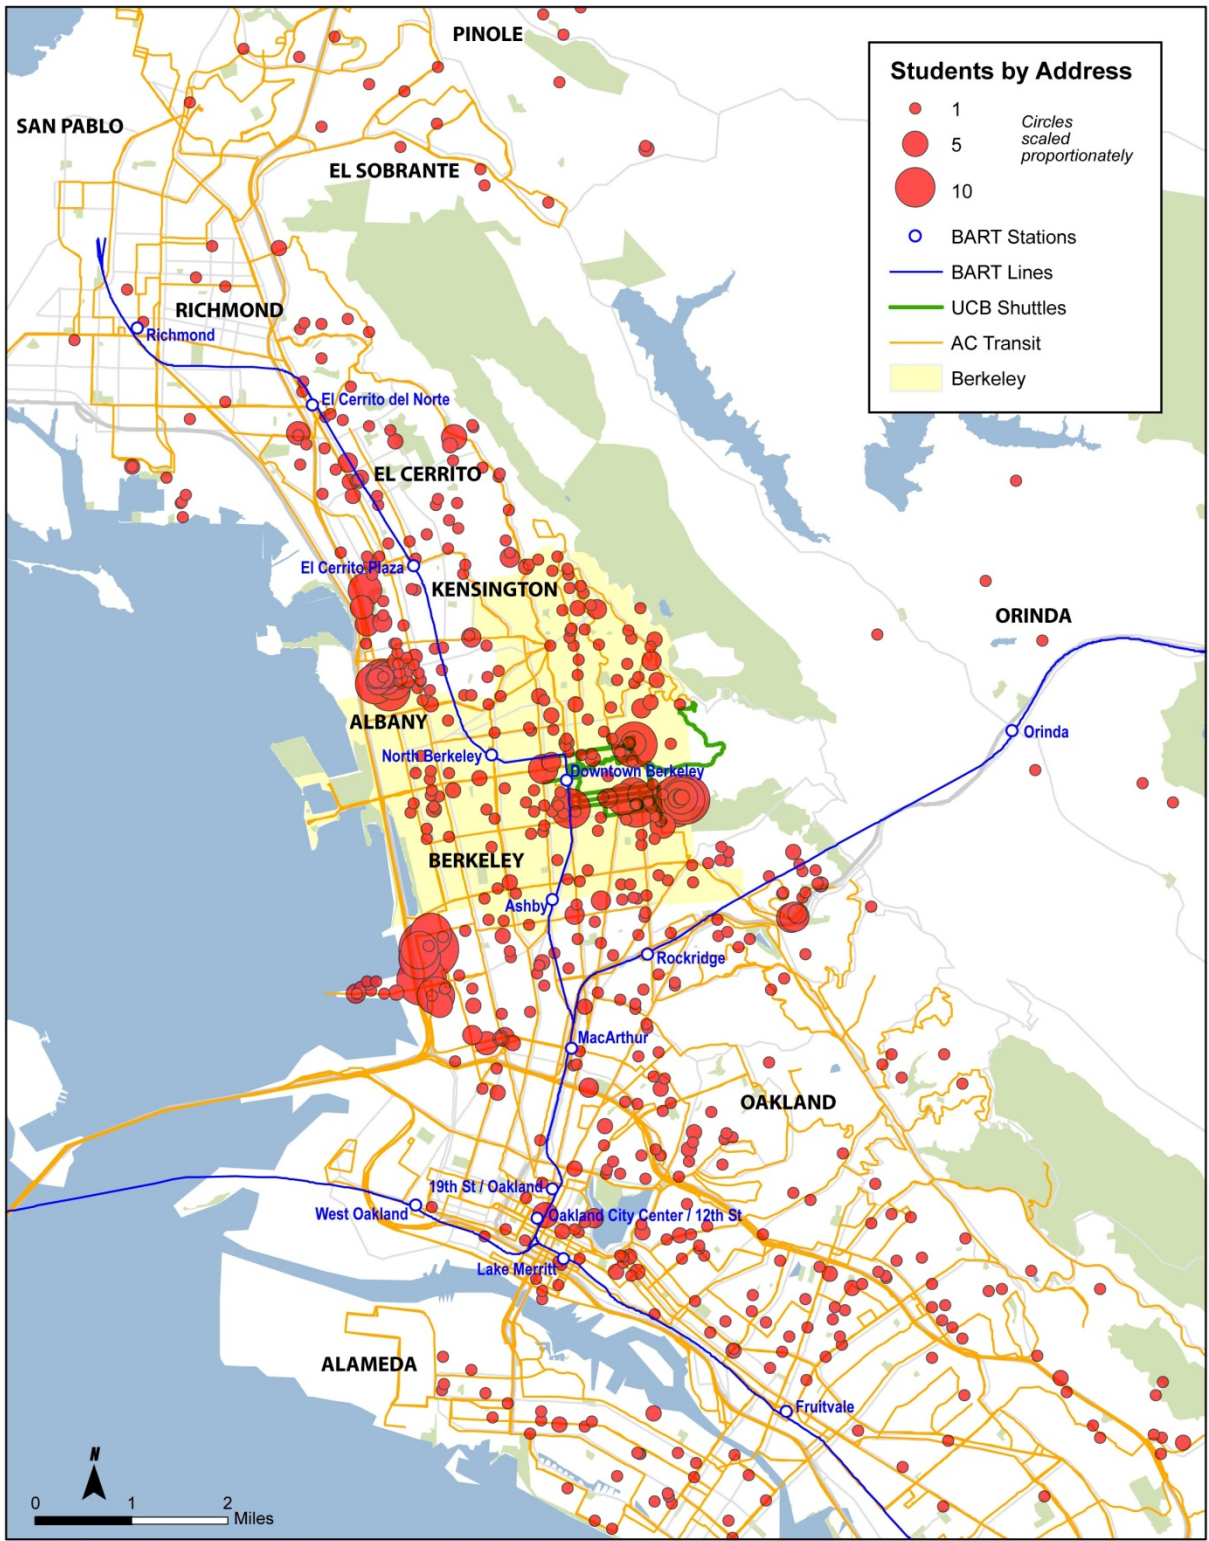 PINOLE
SAN PABLO
EL SOBRANTE
Students by Address
1
5
10
Circles
scaled
proportionately
BART Stations
BART Lines
UCB Shuttles
AC Transit
Berkeley
RICHMOND
Richmond
El Cerrito del Norte
EL CERRITO
El Cerrito Plaza
KENSINGTON
ORINDA
ALBANY
Orinda
North Berkeley
Downtown Berkeley
BERKELEY
Ashby
Rockridge
MacArthur
OAKLAND
19th St / Oakland
West Oakland
Oakland City Center / 12th St
Lake Merritt
ALAMEDA
Fruitvale
N
0 1 2
Miles